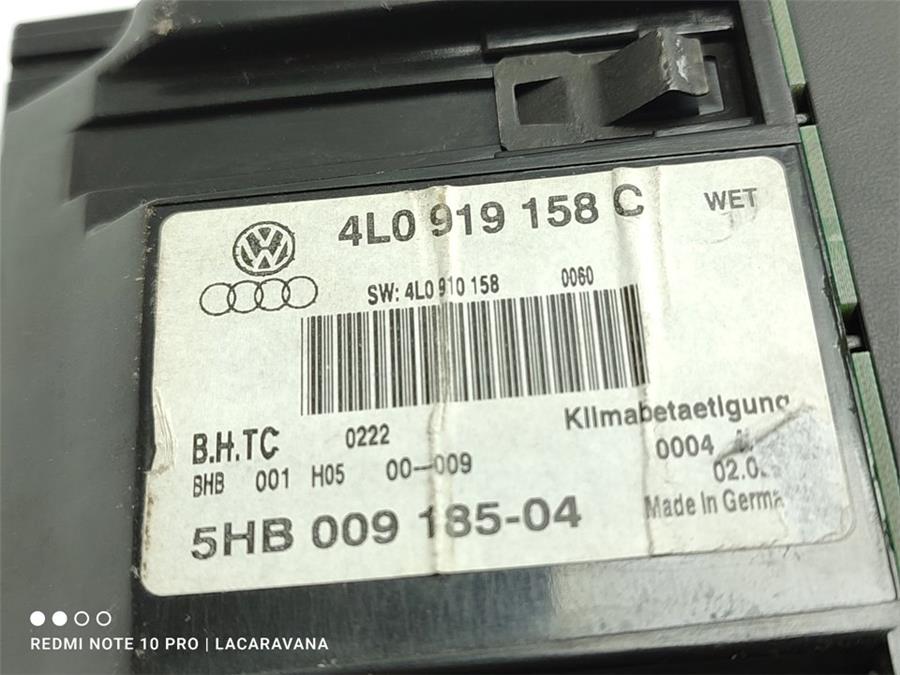 4L0 919 158 C
WET
SW: 4L0 910 158 0060
Klimabetaetigung
B.H.TC 0222
0004
BHB 001 H05 00-009
5HB 009 185-04
Made In
REDMI NOTE 10 PRO | LACARAVANA